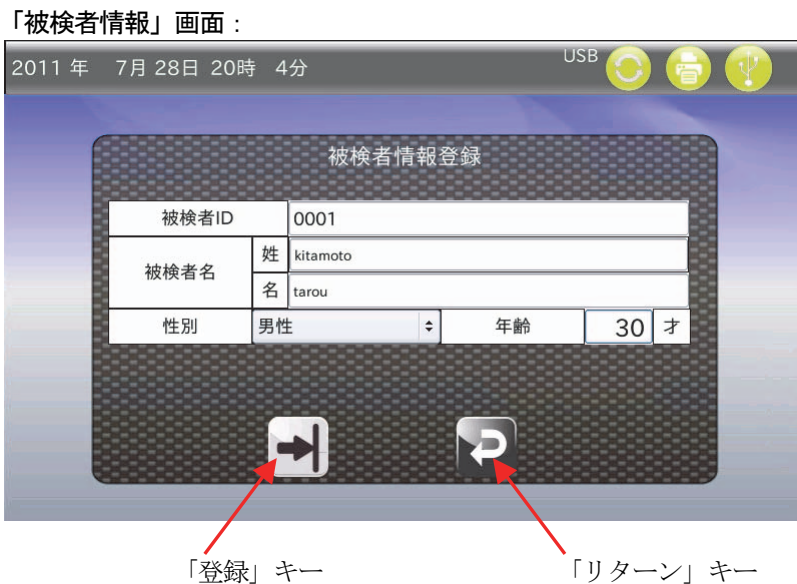 「被検者情報」画面：
2011 年 7月 28日 20時 4分 USB
被検者情報登録
被検者ID 0001
被検者名 姓 kitamoto
名 tarou
性別 男性 年齢 30 才
「登録」キー 「リターン」キー